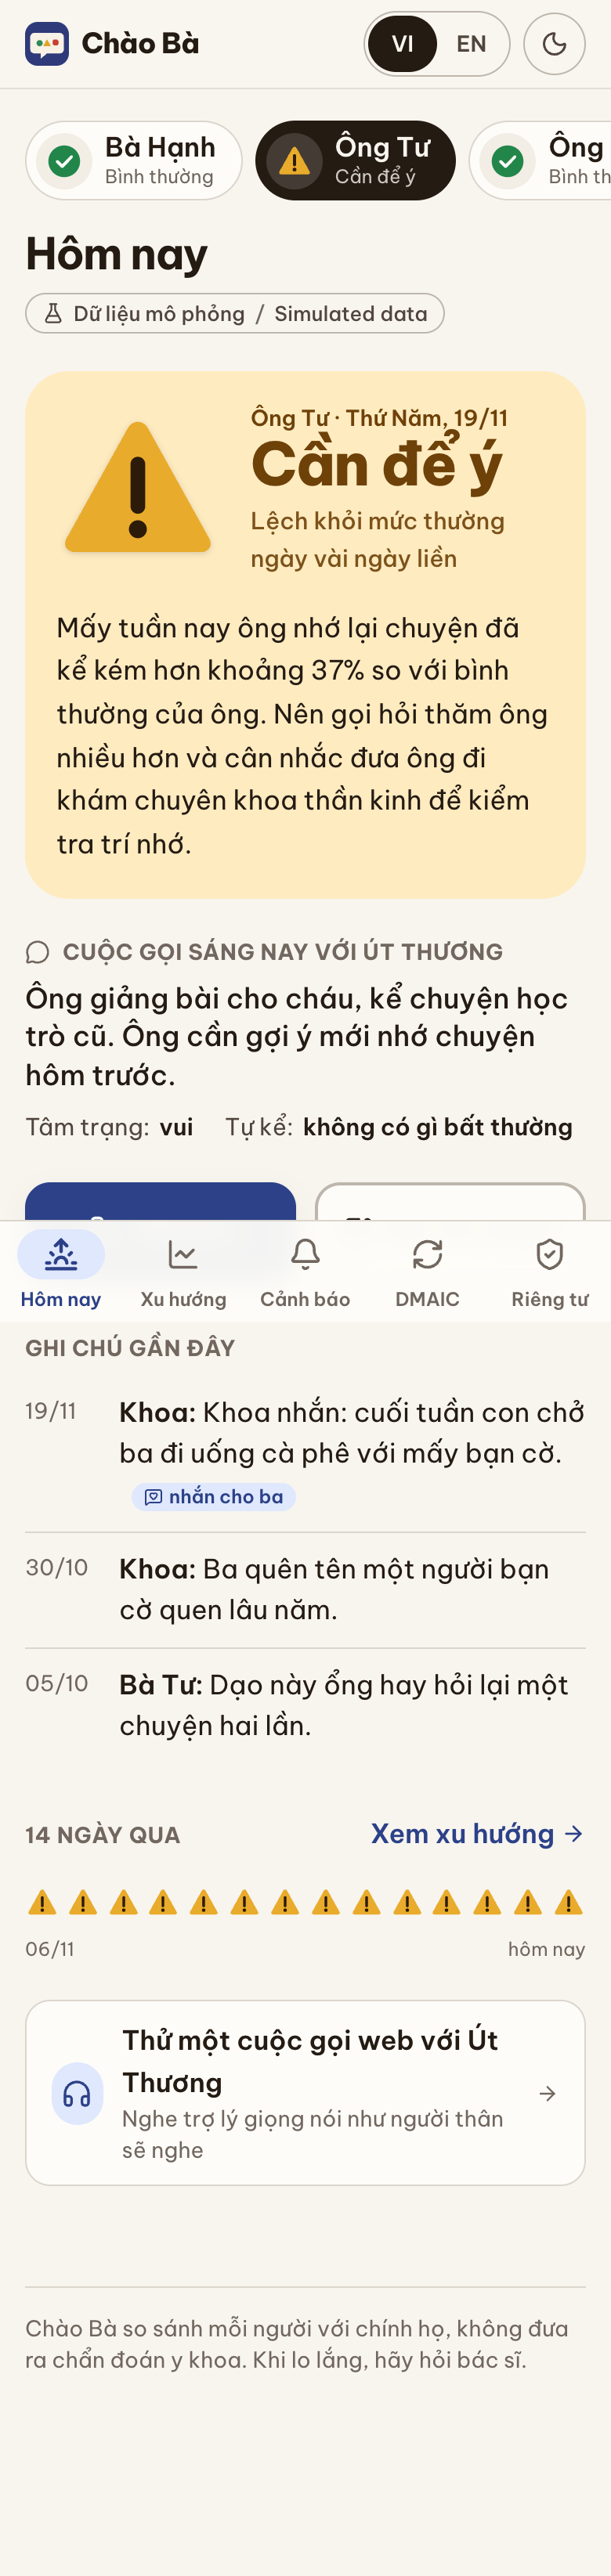 Chào Bà
VI EN
Bà Hạnh
Bình thường
Ông Tư
Cần để ý
Ông
Bình th
Hôm nay
Dữ liệu mô phỏng / Simulated data
Ông Tư · Thứ Năm, 19/11
Cần để ý
Lệch khỏi mức thường
ngày vài ngày liền
Mấy tuần nay ông nhớ lại chuyện đã
kể kém hơn khoảng 37% so với bình
thường của ông. Nên gọi hỏi thăm ông
nhiều hơn và cân nhắc đưa ông đi
khám chuyên khoa thần kinh để kiểm
tra trí nhớ.
CUỘC GỌI SÁNG NAY VỚI ÚT THƯƠNG
Ông giảng bài cho cháu, kể chuyện học
trò cũ. Ông cần gợi ý mới nhớ chuyện
hôm trước.
Tâm trạng: vui Tự kể: không có gì bất thường
Hôm nay Xu hướng Cảnh báo DMAIC Riêng tư
GHI CHÚ GẦN ĐÂY
19/11 Khoa: Khoa nhắn: cuối tuần con chở
ba đi uống cà phê với mấy bạn cờ.
nhắn cho ba
30/10 Khoa: Ba quên tên một người bạn
cờ quen lâu năm.
05/10 Bà Tư: Dạo này ổng hay hỏi lại một
chuyện hai lần.
14 NGÀY QUA Xem xu hướng →
06/11 hôm nay
Thử một cuộc gọi web với Út
Thương
Nghe trợ lý giọng nói như người thân
sẽ nghe
Chào Bà so sánh mỗi người với chính họ, không đưa
ra chẩn đoán y khoa. Khi lo lắng, hãy hỏi bác sĩ.